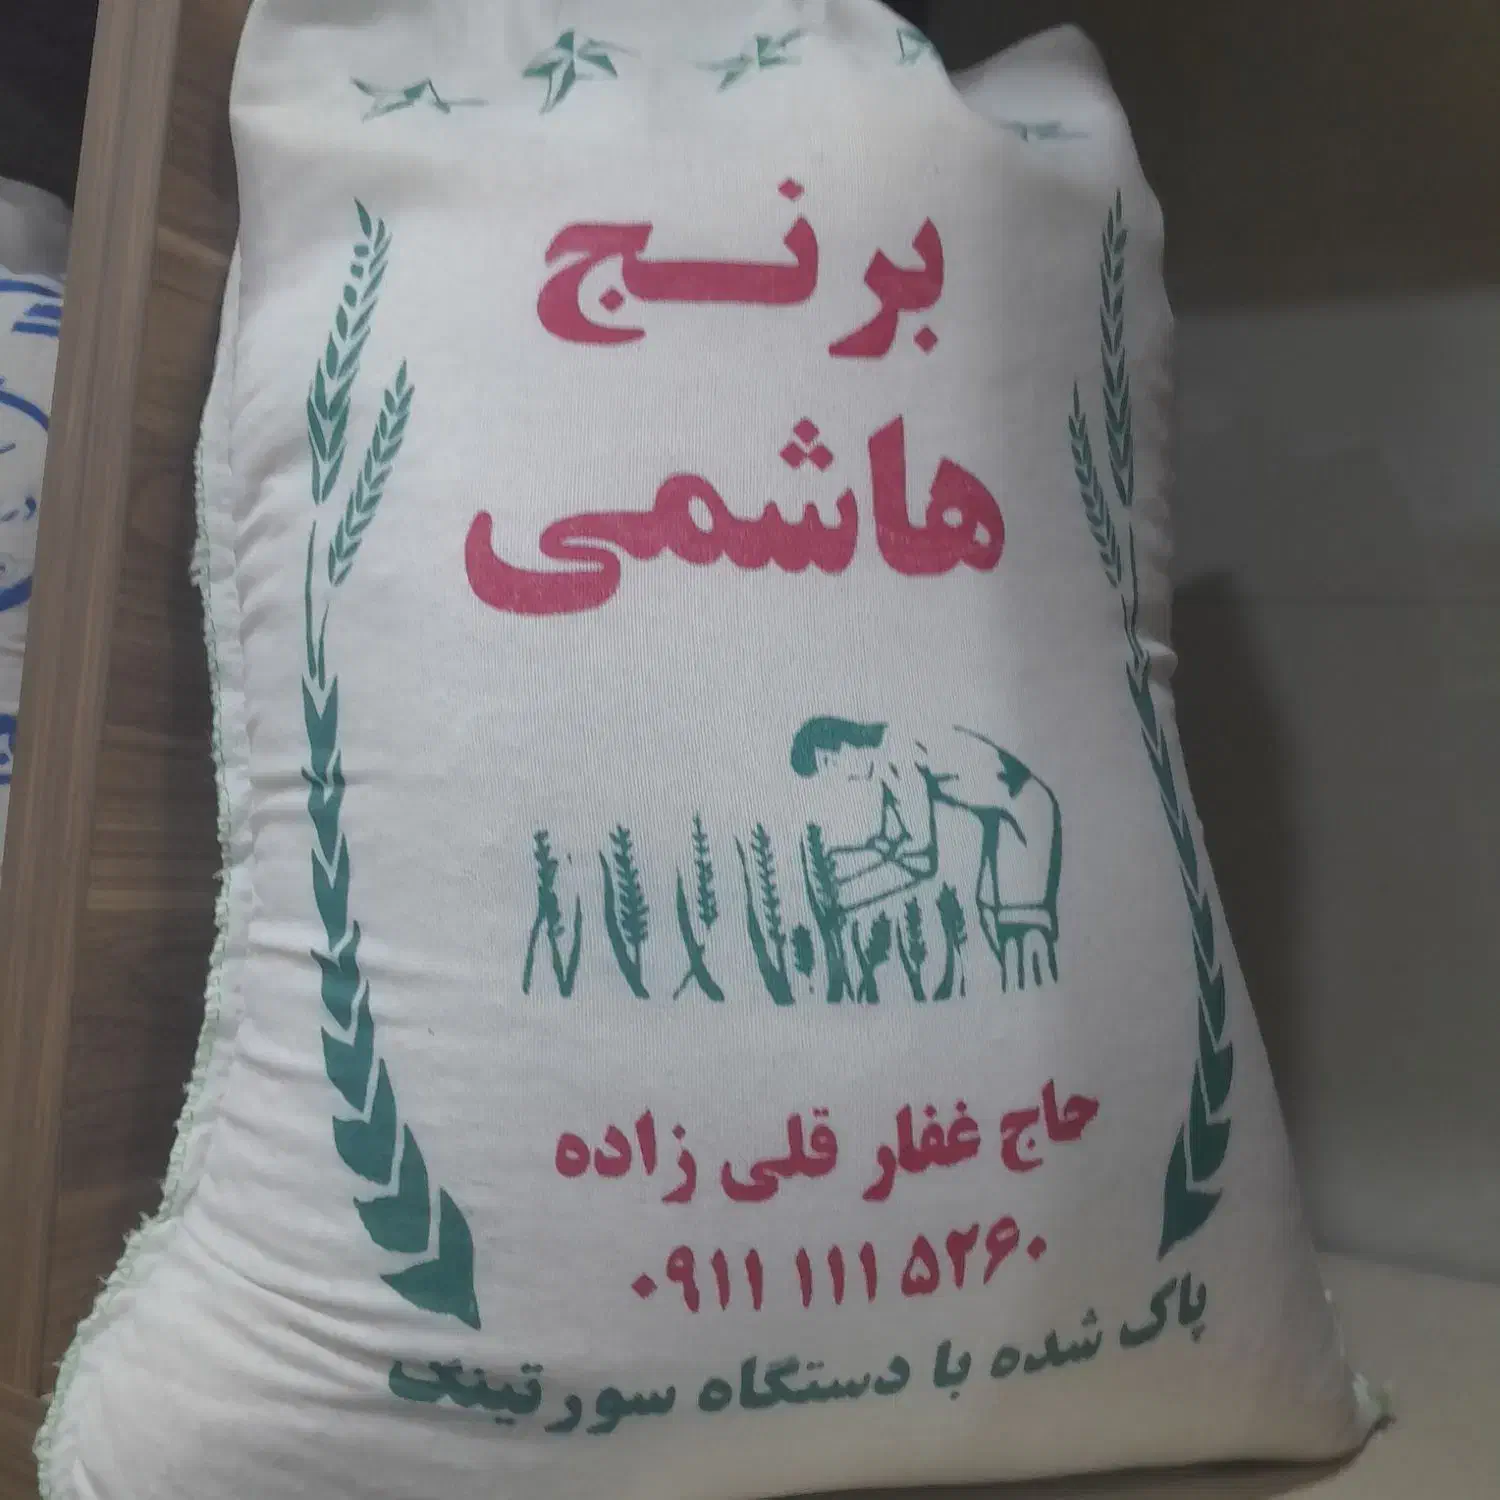 برنج
هاشمی
حاج غفار قلی زاده
۰۹۱۱ ۱۱۱ ۵۲۶۰
پاک شده با دستگاه سورتینگ